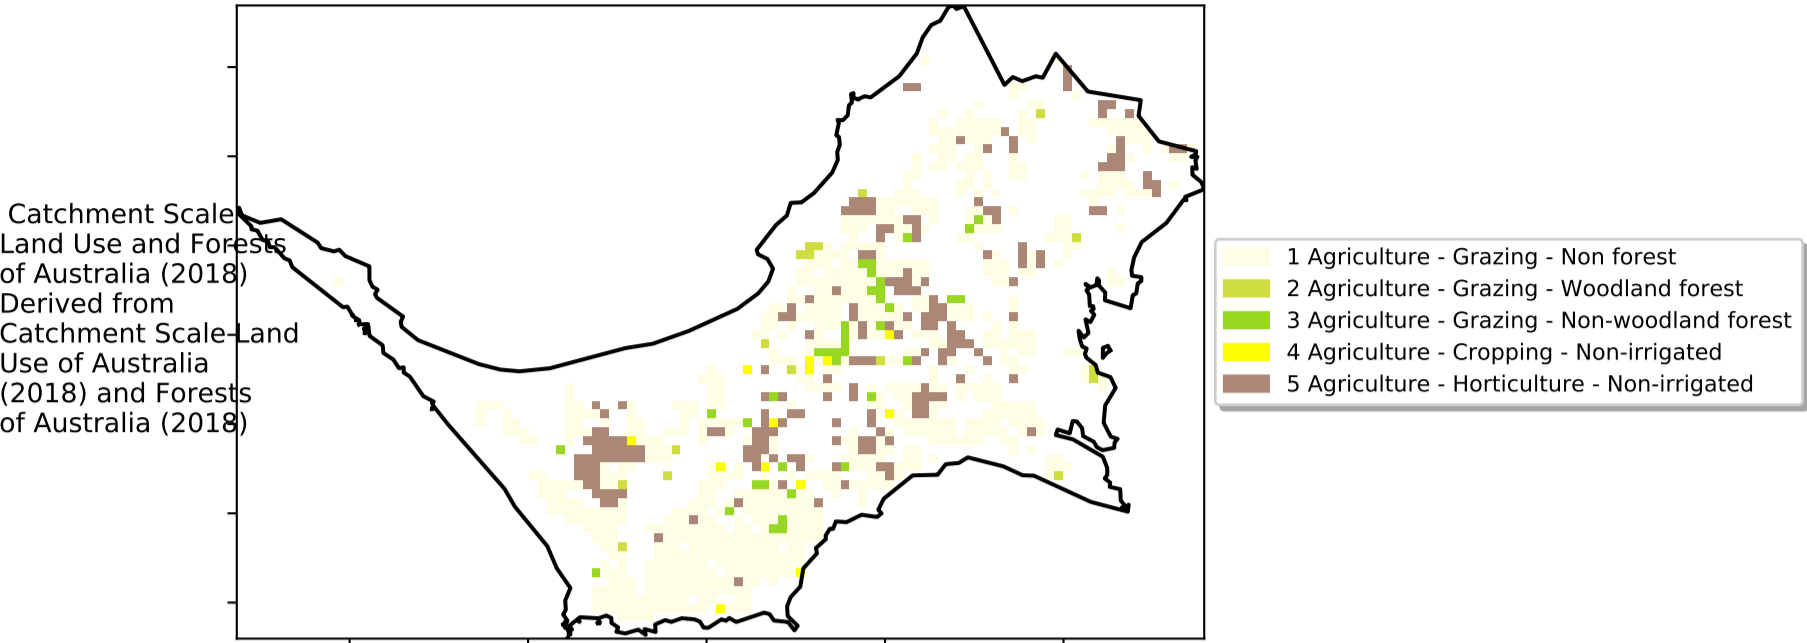 Catchment Scale
Land Use and Forests
of Australia (2018)
Derived from
Catchment Scale Land
Use of Australia
(2018) and Forests
of Australia (2018)
1 Agriculture - Grazing - Non forest
2 Agriculture - Grazing - Woodland forest
3 Agriculture - Grazing - Non-woodland forest
4 Agriculture - Cropping - Non-irrigated
5 Agriculture - Horticulture - Non-irrigated